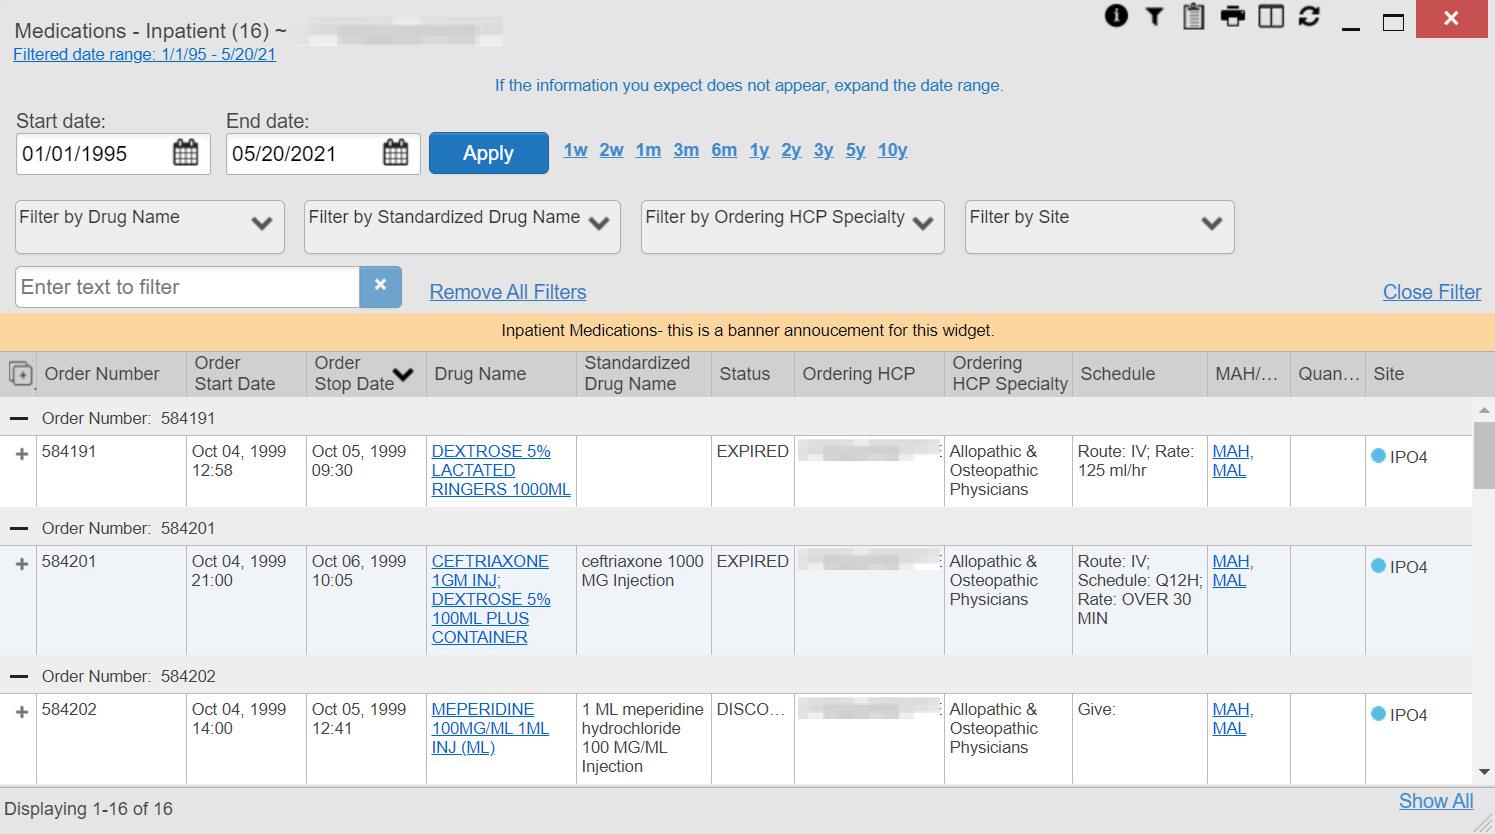 Medications - Inpatient (16) ~
Filtered date range: 1/1/95 - 5/20/21
If the information you expect does not appear, expand the date range.
Start date:
End date:
01/01/1995
05/20/2021
Apply
1w 2w 1m 3m 6m 1y 2y 3y 5y 10y
Filter by Drug Name
Filter by Standardized Drug Name
Filter by Ordering HCP Specialty
Filter by Site
Enter text to filter
Remove All Filters
Close Filter
Inpatient Medications- this is a banner annoucement for this widget.
Order Number
Order
Start Date
Order
Stop Date
Drug Name
Standardized
Drug Name
Status
Ordering HCP
Ordering
HCP Specialty
Schedule
MAH/...
Quan...
Site
Order Number: 584191
584191
Oct 04, 1999
12:58
Oct 05, 1999
09:30
DEXTROSE 5%
LACTATED
RINGERS 1000ML
EXPIRED
Allopathic &
Osteopathic
Physicians
Route: IV; Rate:
125 ml/hr
MAH,
MAL
IPO4
Order Number: 584201
584201
Oct 04, 1999
21:00
Oct 06, 1999
10:05
CEFTRIAXONE
1GM INJ;
DEXTROSE 5%
100ML PLUS
CONTAINER
ceftriaxone 1000
MG Injection
EXPIRED
Allopathic &
Osteopathic
Physicians
Route: IV;
Schedule: Q12H;
Rate: OVER 30
MIN
MAH,
MAL
IPO4
Order Number: 584202
584202
Oct 04, 1999
14:00
Oct 05, 1999
12:41
MEPERIDINE
100MG/ML 1ML
INJ (ML)
1 ML meperidine
hydrochloride
100 MG/ML
Injection
DISCO...
Allopathic &
Osteopathic
Physicians
Give:
MAH,
MAL
IPO4
Displaying 1-16 of 16
Show All